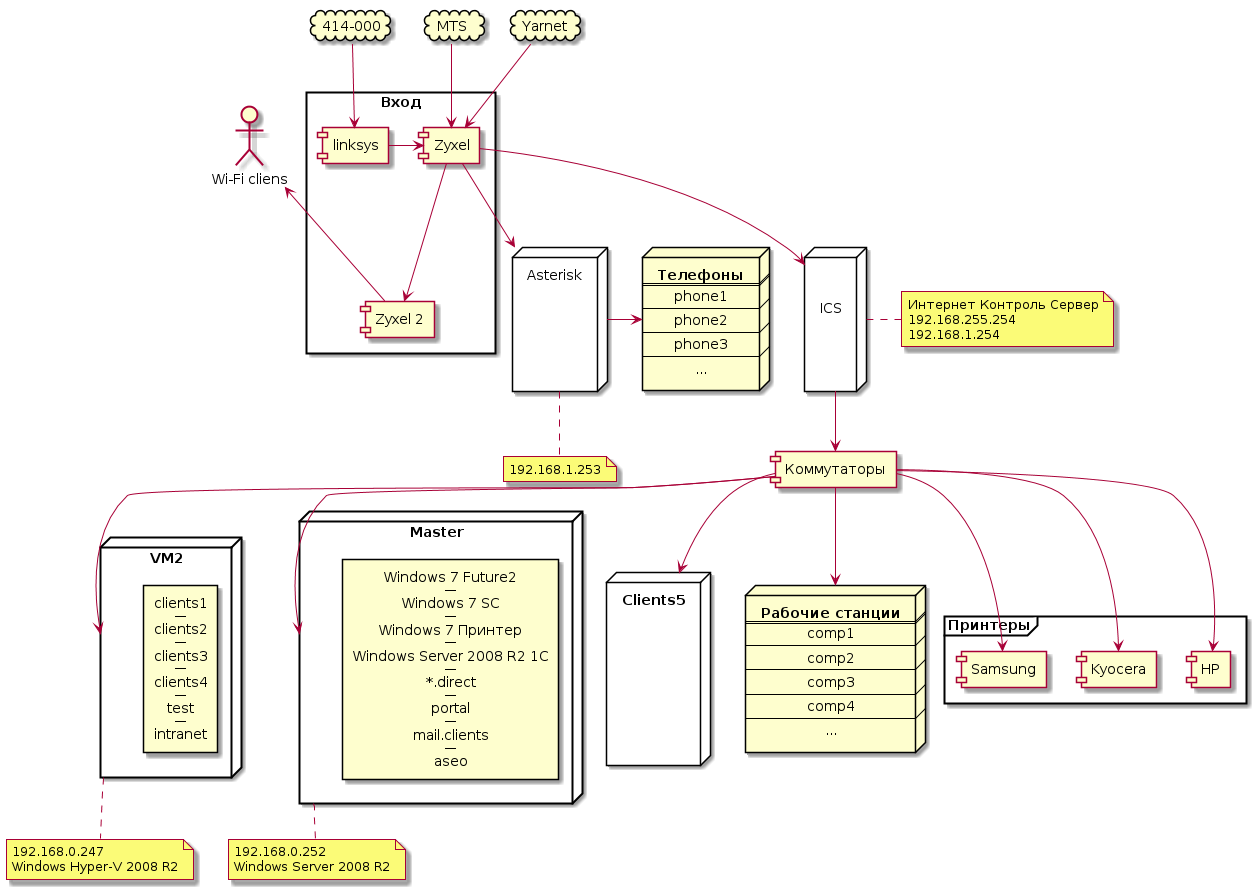 414-000
MTS
Yarnet
Вход
linksys
Zyxel
Wi-Fi cliens
Zyxel 2
Asterisk
Телефоны
phone1
phone2
phone3
...
ICS
Интернет Контроль Сервер
192.168.255.254
192.168.1.254
192.168.1.253
Коммутаторы
VM2
clients1
clients2
clients3
clients4
test
intranet
Master
Windows 7 Future2
Windows 7 SC
Windows 7 Принтер
Windows Server 2008 R2 1C
*.direct
portal
mail.clients
aseo
Clients5
Рабочие станции
comp1
comp2
comp3
comp4
...
Принтеры
Samsung
Kyocera
HP
192.168.0.247
Windows Hyper-V 2008 R2
192.168.0.252
Windows Server 2008 R2